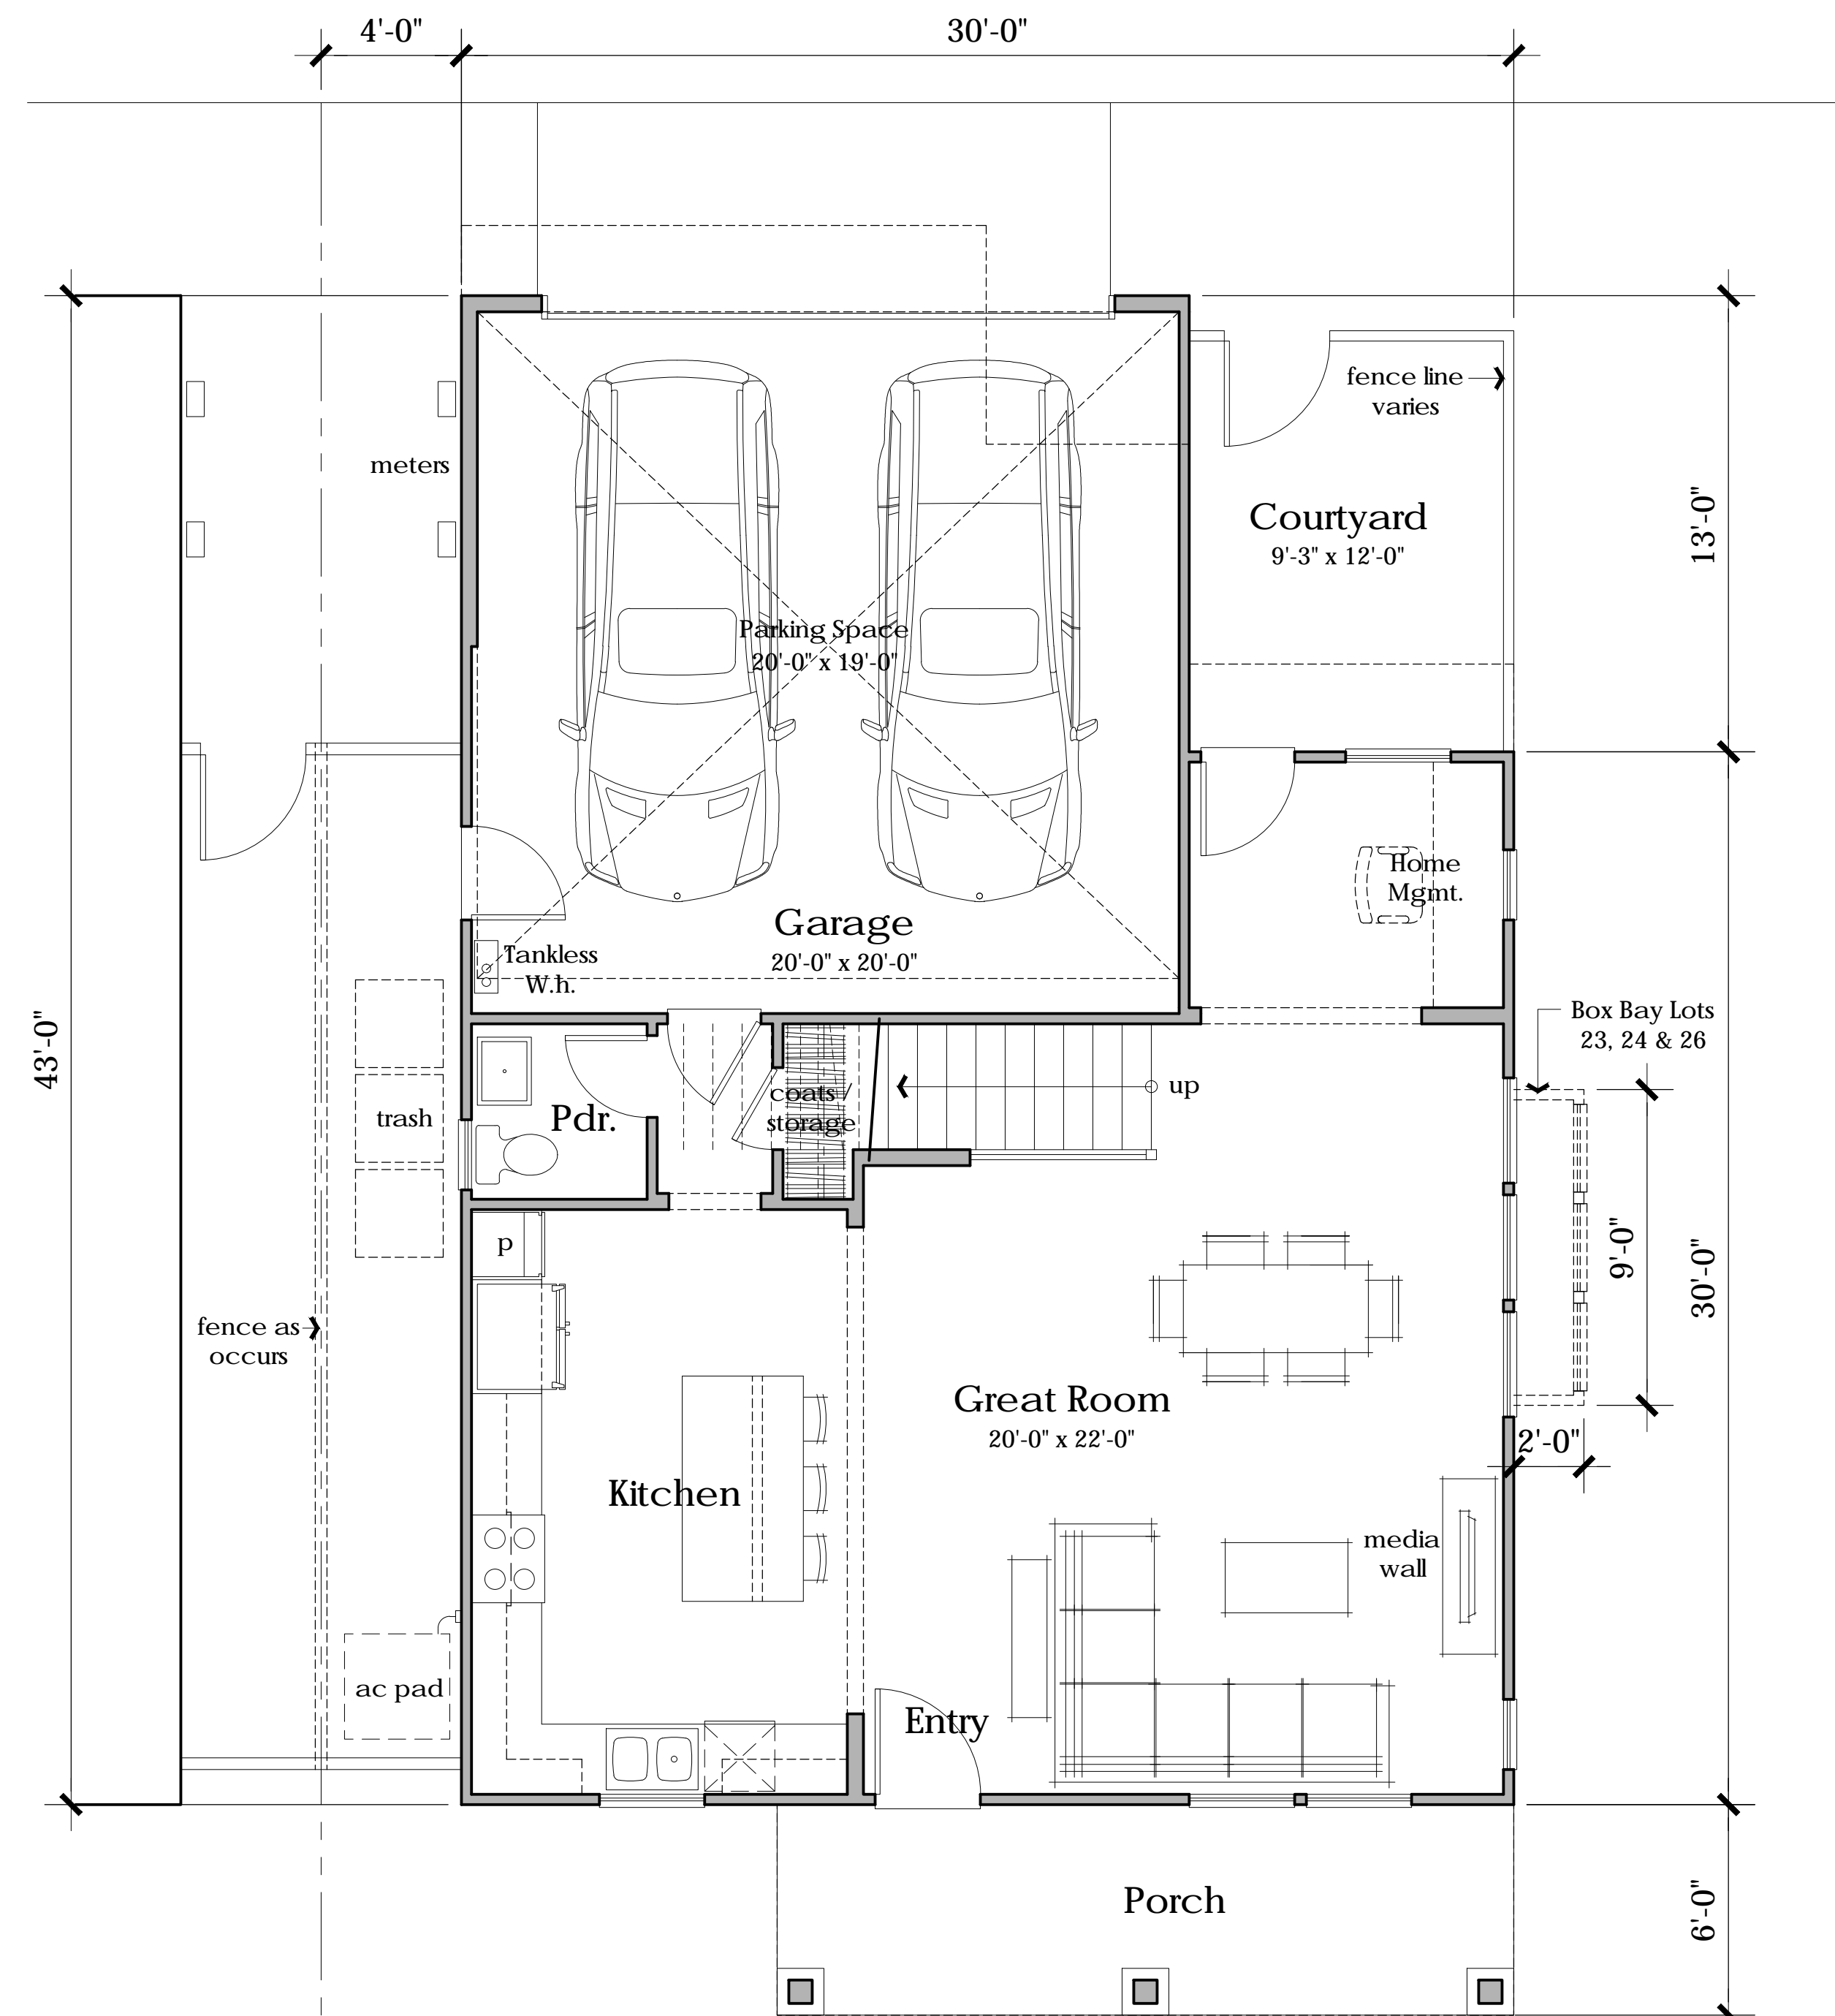 4'-0"
30'-0"
fence line
varies
meters
Courtyard
9'-3" x 12'-0"
13'-0"
Parking Space
20'-0" x 19'-0"
Home
Mgmt.
Garage
20'-0" x 20'-0"
Tankless
W.h.
Box Bay Lots
23, 24 & 26
43'-0"
coats /
storage
up
trash
Pdr.
p
9'-0"
30'-0"
fence as
occurs
Great Room
20'-0" x 22'-0"
2'-0"
Kitchen
media
wall
ac pad
Entry
Porch
6'-0"